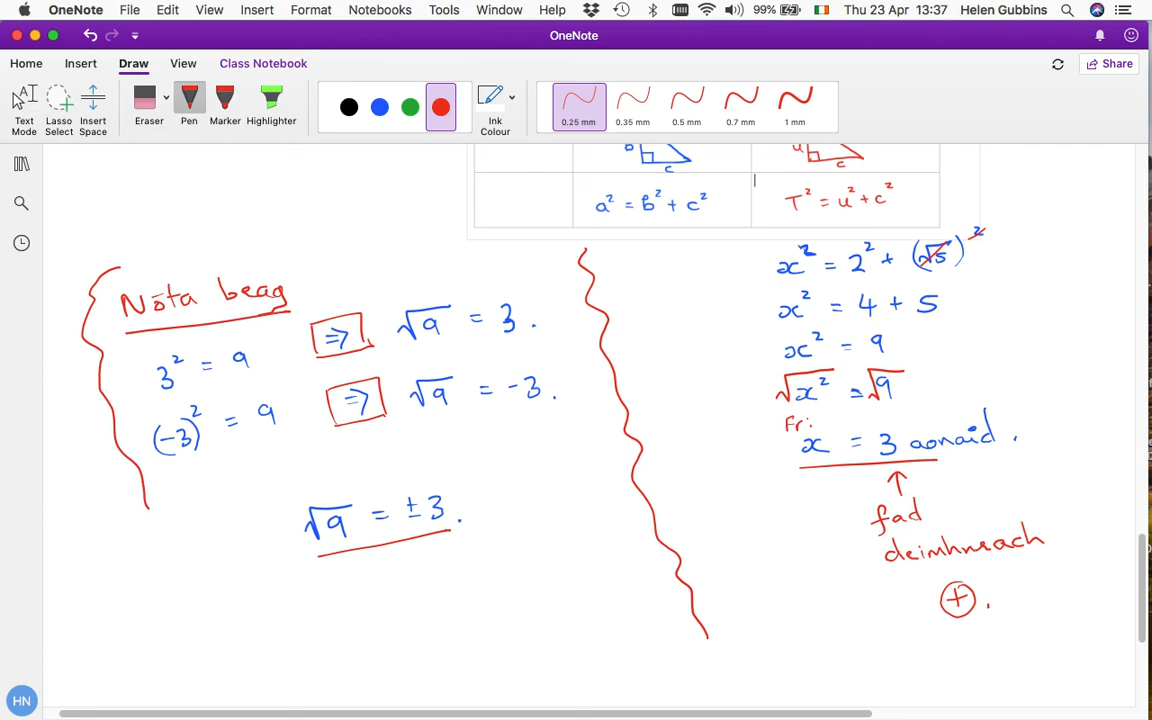 OneNote File Edit View Insert Format Notebooks Tools Window Help 99% Thu 23 Apr 13:37 Helen Gubbins
OneNote
Home Insert Draw View Class Notebook Share
Text Mode
Lasso Select
Insert Space
Eraser
Pen
Marker
Highlighter
Ink Colour
0.25 mm 0.35 mm 0.5 mm 0.7 mm 1 mm
b c
u c
a² = b² + c²
T² = u² + c²
Nóta beag
3² = 9 ⇒ √9 = 3.
(-3)² = 9 ⇒ √9 = -3.
√9 = ±3.
x² = 2² + (√5)²
x² = 4 + 5
x² = 9
√x² = √9
Fr:
x = 3 aonaid.
↑
fad
deimhneach
+.
HN